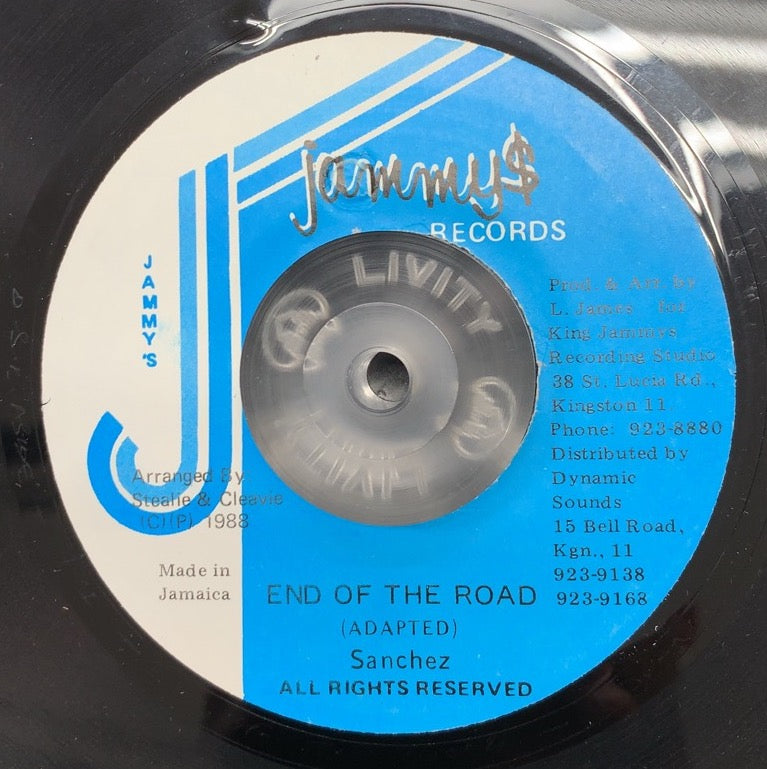 jammy$
RECORDS
JAMMY'S
LIVITY
LIVITY
Prod. & Arr. by
L. James for
King Jammys
Recording Studio
38 St. Lucia Rd.,
Kingston 11
Phone: 923-8880
Distributed by
Dynamic
Sounds
15 Bell Road,
Kgn., 11
923-9138
923-9168
Arranged By
Stealie & Cleavie
(C)(P) 1988
Made in
Jamaica
END OF THE ROAD
(ADAPTED)
Sanchez
ALL RIGHTS RESERVED